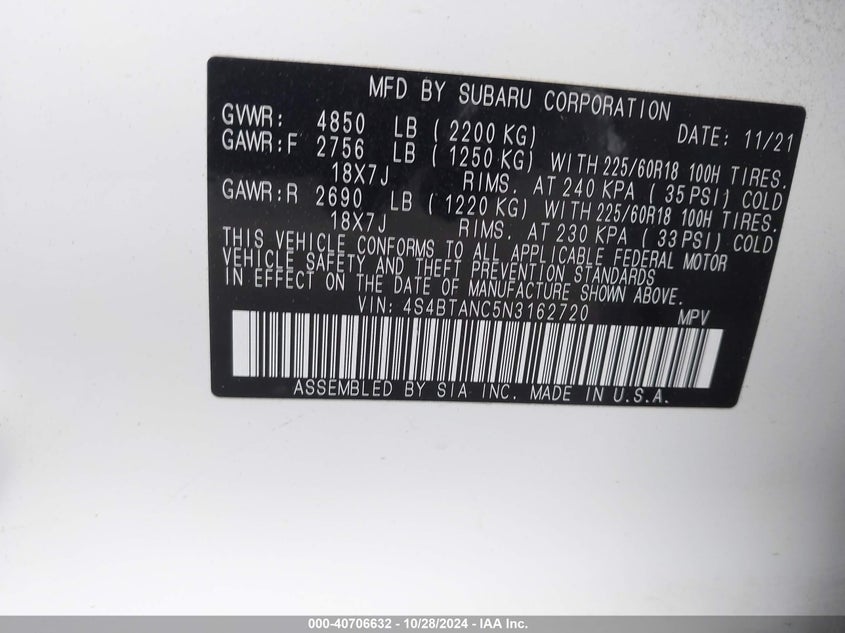 MFD BY SUBARU CORPORATION
GVWR: 4850 LB (2200 KG) DATE: 11/21
GAWR:F 2756 LB (1250 KG) WITH 225/60R18 100H TIRES.
18X7J RIMS. AT 240 KPA (35 PSI) COLD
GAWR:R 2690 LB (1220 KG) WITH 225/60R18 100H TIRES.
18X7J RIMS. AT 230 KPA (33 PSI) COLD
THIS VEHICLE CONFORMS TO ALL APPLICABLE FEDERAL MOTOR
VEHICLE SAFETY AND THEFT PREVENTION STANDARDS
IN EFFECT ON THE DATE OF MANUFACTURE SHOWN ABOVE.
VIN: 4S4BTANC5N3162720 MPV
ASSEMBLED BY SIA INC. MADE IN U.S.A.
000-40706632 - 10/28/2024 - IAA Inc.